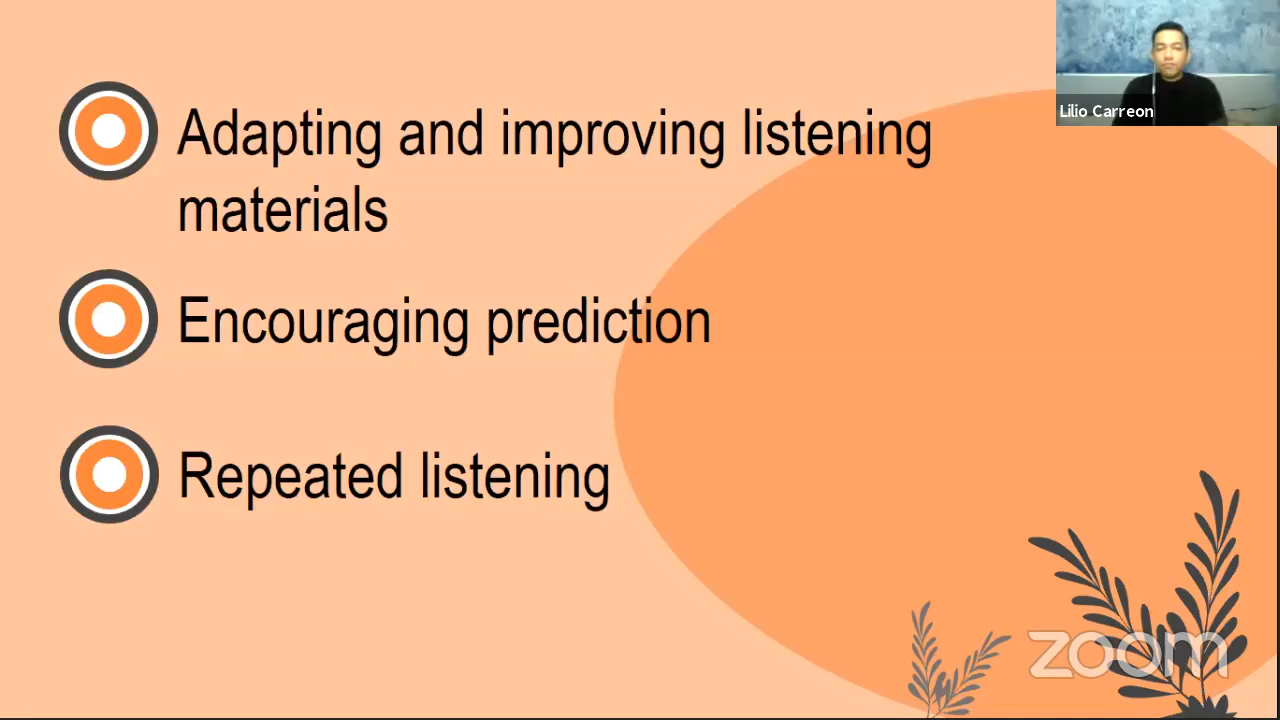 Lilio Carreon
Adapting and improving listening
materials
Encouraging prediction
Repeated listening
zoom